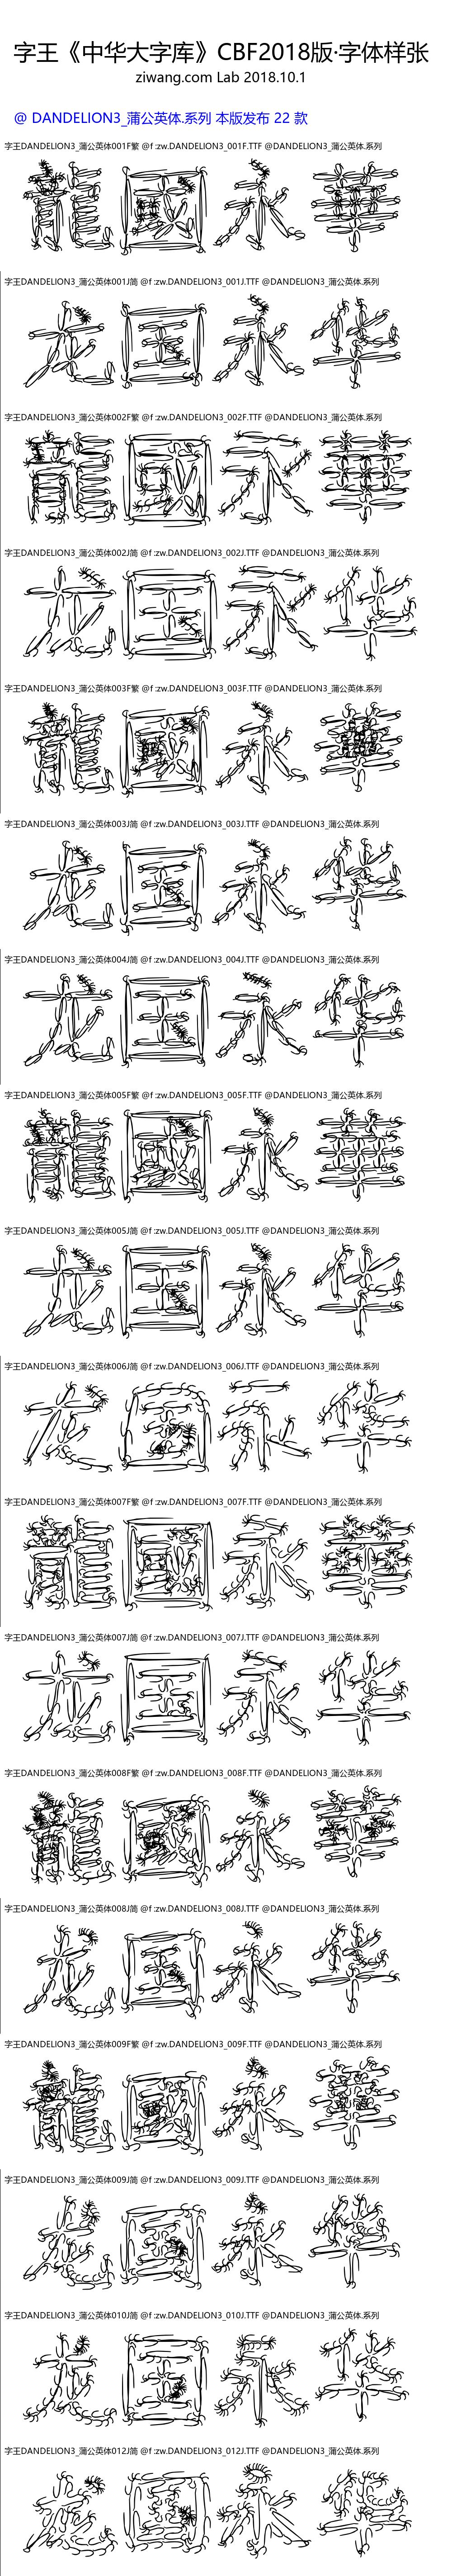 字王《中华大字库》CBF2018版·字体样张
ziwang.com Lab 2018.10.1
@ DANDELION3_蒲公英体.系列 本版发布 22 款
字王DANDELION3_蒲公英体001F繁 @f :zw.DANDELION3_001F.TTF @DANDELION3_蒲公英体.系列
龍國永華
字王DANDELION3_蒲公英体001J简 @f :zw.DANDELION3_001J.TTF @DANDELION3_蒲公英体.系列
龙国永华
字王DANDELION3_蒲公英体002F繁 @f :zw.DANDELION3_002F.TTF @DANDELION3_蒲公英体.系列
龍國永華
字王DANDELION3_蒲公英体002J简 @f :zw.DANDELION3_002J.TTF @DANDELION3_蒲公英体.系列
龙国永华
字王DANDELION3_蒲公英体003F繁 @f :zw.DANDELION3_003F.TTF @DANDELION3_蒲公英体.系列
龍國永華
字王DANDELION3_蒲公英体003J简 @f :zw.DANDELION3_003J.TTF @DANDELION3_蒲公英体.系列
龙国永华
字王DANDELION3_蒲公英体004J简 @f :zw.DANDELION3_004J.TTF @DANDELION3_蒲公英体.系列
龙国永华
字王DANDELION3_蒲公英体005F繁 @f :zw.DANDELION3_005F.TTF @DANDELION3_蒲公英体.系列
龍國永華
字王DANDELION3_蒲公英体005J简 @f :zw.DANDELION3_005J.TTF @DANDELION3_蒲公英体.系列
龙国永华
字王DANDELION3_蒲公英体006J简 @f :zw.DANDELION3_006J.TTF @DANDELION3_蒲公英体.系列
龙国永华
字王DANDELION3_蒲公英体007F繁 @f :zw.DANDELION3_007F.TTF @DANDELION3_蒲公英体.系列
龍國永華
字王DANDELION3_蒲公英体007J简 @f :zw.DANDELION3_007J.TTF @DANDELION3_蒲公英体.系列
龙国永华
字王DANDELION3_蒲公英体008F繁 @f :zw.DANDELION3_008F.TTF @DANDELION3_蒲公英体.系列
龍國永華
字王DANDELION3_蒲公英体008J简 @f :zw.DANDELION3_008J.TTF @DANDELION3_蒲公英体.系列
龙国永华
字王DANDELION3_蒲公英体009F繁 @f :zw.DANDELION3_009F.TTF @DANDELION3_蒲公英体.系列
龍國永華
字王DANDELION3_蒲公英体009J简 @f :zw.DANDELION3_009J.TTF @DANDELION3_蒲公英体.系列
龙国永华
字王DANDELION3_蒲公英体010J简 @f :zw.DANDELION3_010J.TTF @DANDELION3_蒲公英体.系列
龙国永华
字王DANDELION3_蒲公英体012J简 @f :zw.DANDELION3_012J.TTF @DANDELION3_蒲公英体.系列
龙国永华